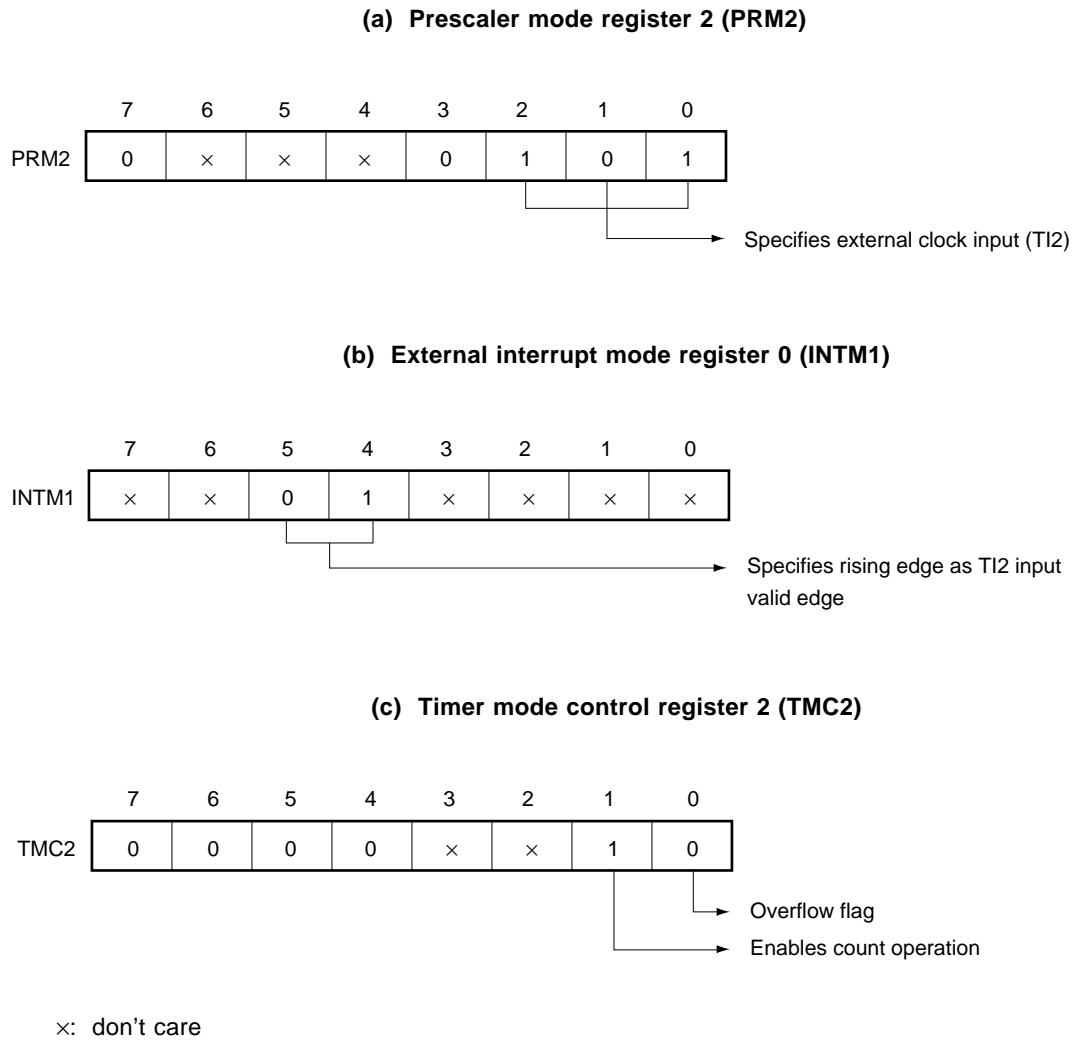 (a) Prescaler mode register 2 (PRM2)
7 6 5 4 3 2 1 0
PRM2 0 × × × 0 1 0 1
Specifies external clock input (TI2)
(b) External interrupt mode register 0 (INTM1)
7 6 5 4 3 2 1 0
INTM1 × × 0 1 × × × ×
Specifies rising edge as TI2 input
valid edge
(c) Timer mode control register 2 (TMC2)
7 6 5 4 3 2 1 0
TMC2 0 0 0 0 × × 1 0
Overflow flag
Enables count operation
×: don't care